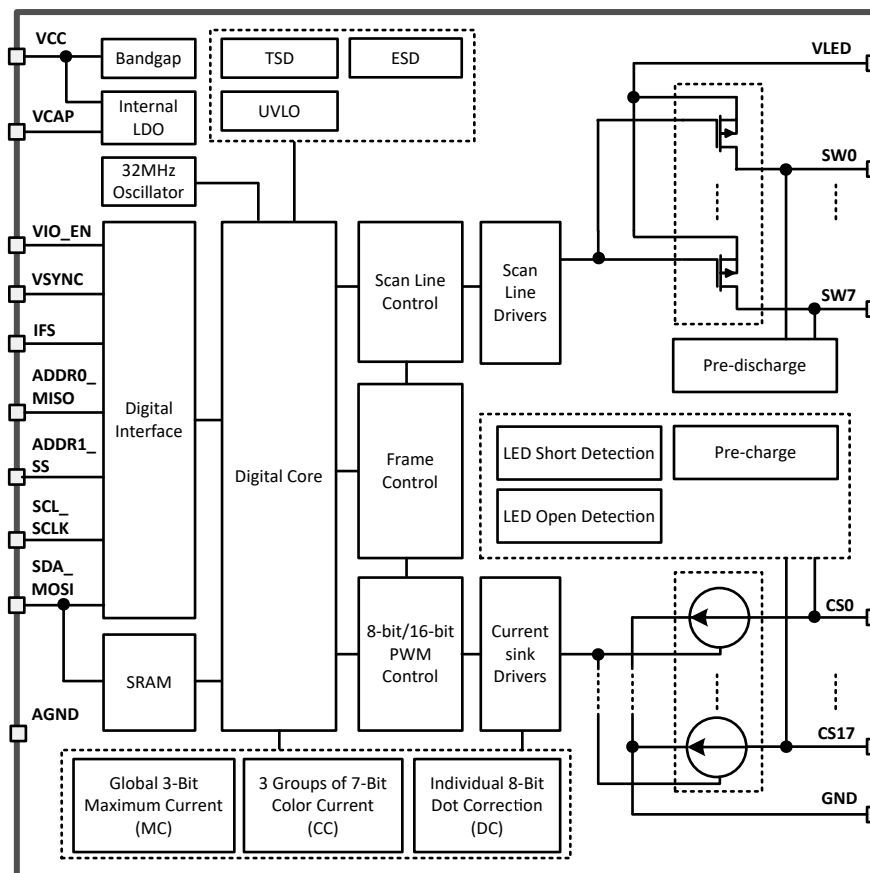 VCC
VCAP
VIO_EN
VSYNC
IFS
ADDR0_
MISO
ADDR1_
SS
SCL_
SCLK
SDA_
MOSI
AGND
Bandgap
Internal
LDO
32MHz
Oscillator
TSD
ESD
UVLO
Digital
Interface
SRAM
Digital Core
Scan Line
Control
Frame
Control
8-bit/16-bit
PWM
Control
Scan
Line
Drivers
Current
sink
Drivers
VLED
SW0
SW7
Pre-discharge
LED Short Detection
Pre-charge
LED Open Detection
CS0
CS17
GND
Global 3-Bit
Maximum Current
(MC)
3 Groups of 7-Bit
Color Current
(CC)
Individual 8-Bit
Dot Correction
(DC)